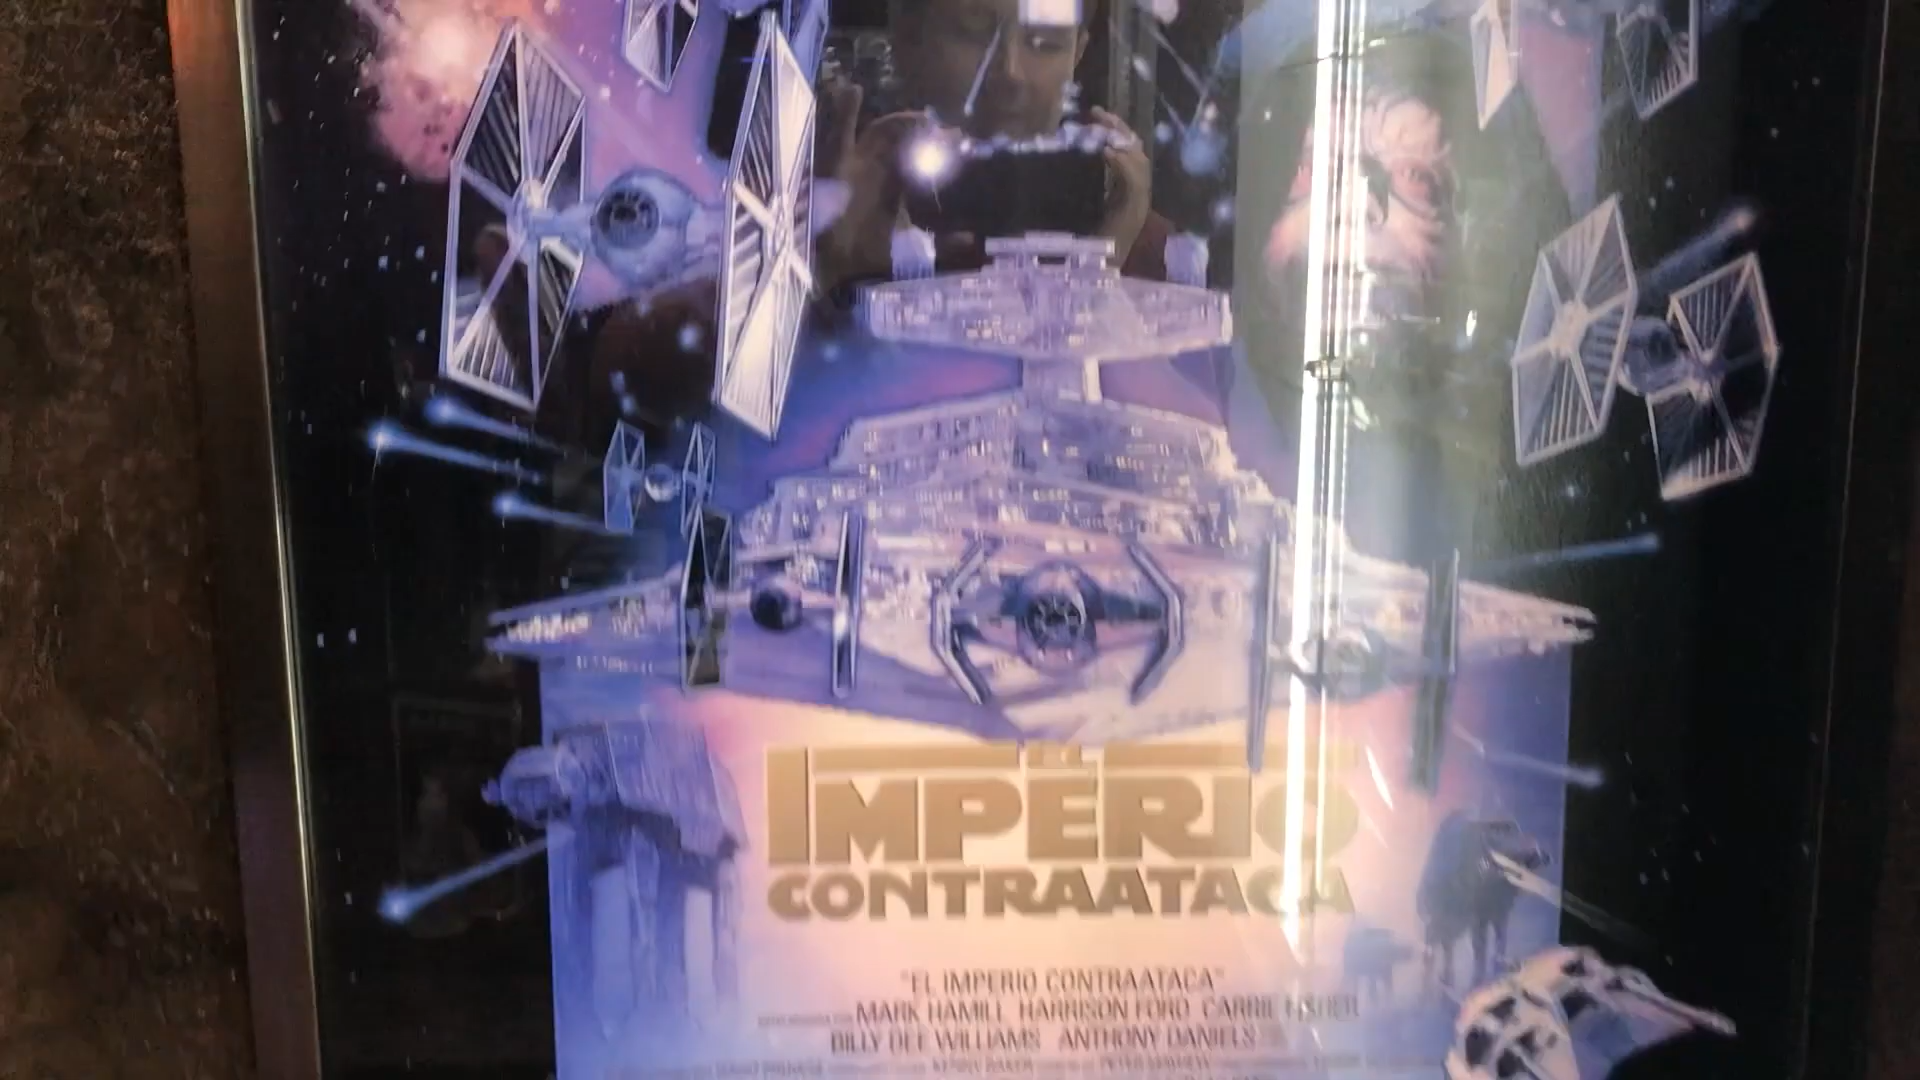 EL
IMPERIO
CONTRAATACA
"EL IMPERIO CONTRAATACA"
MARK HAMILL HARRISON FORD CARRIE FISHER
BILLY DEE WILLIAMS ANTHONY DANIELS